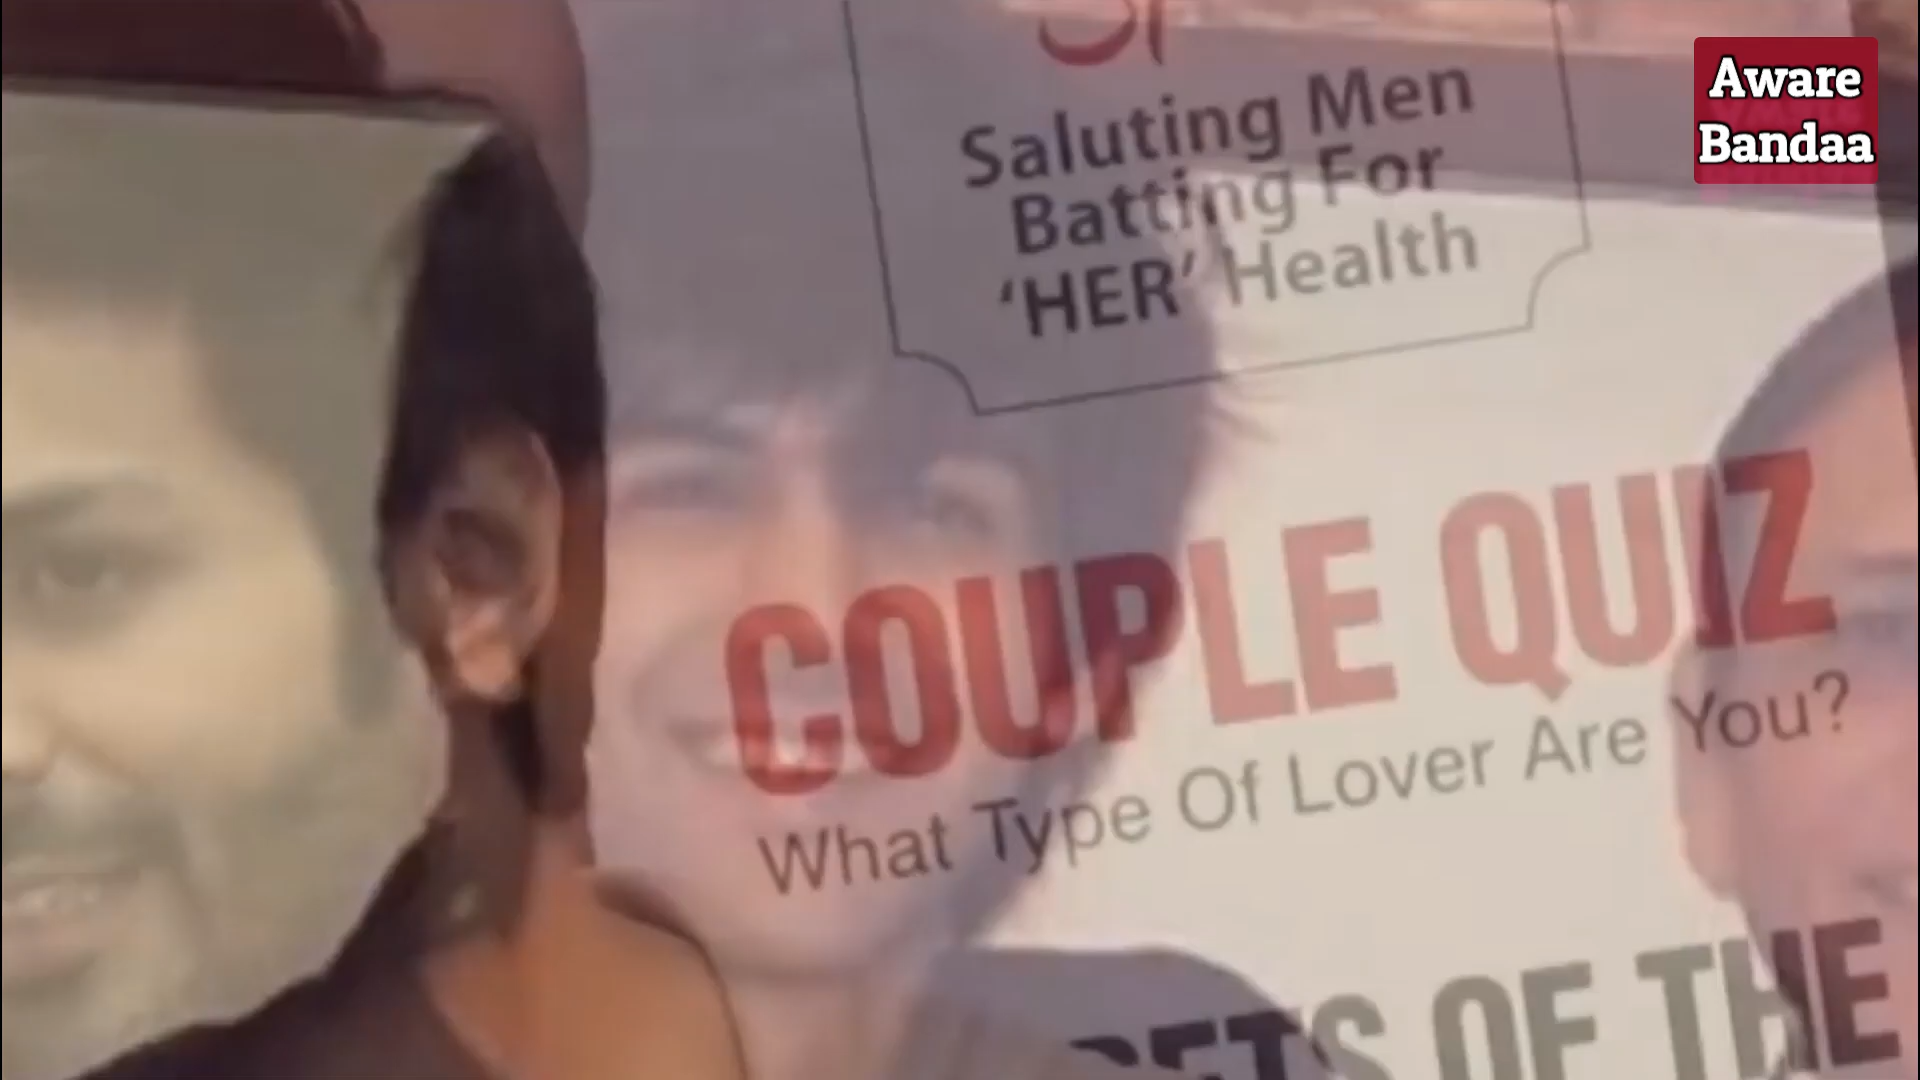 Aware
Bandaa
Saluting Men
Batting For
'HER' Health
COUPLE QUIZ
What Type Of Lover Are You?
OF THE